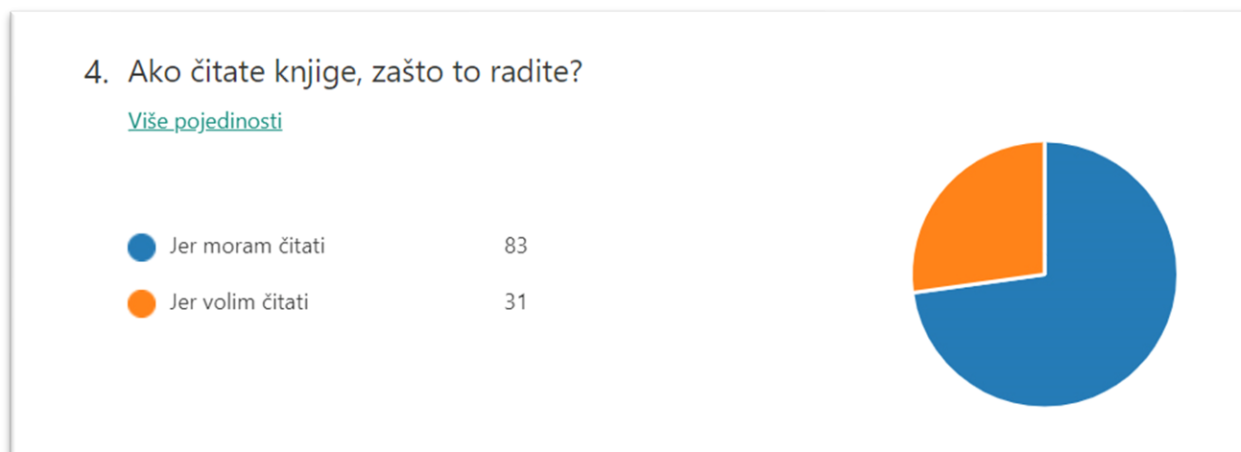 4. Ako čitate knjige, zašto to radite?
Više pojedinosti
Jer moram čitati 83
Jer volim čitati 31